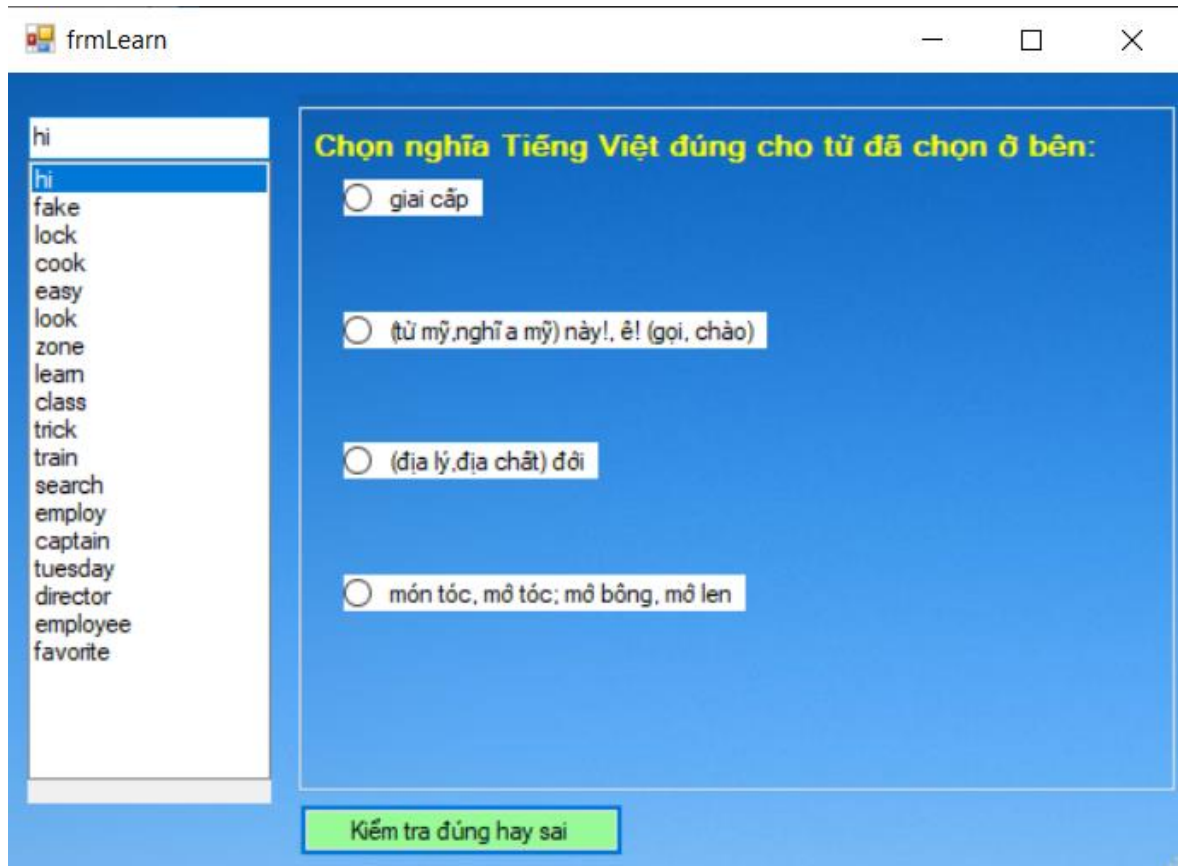 frmLearn
hi
hi
fake
lock
cook
easy
look
zone
learn
class
trick
train
search
employ
captain
tuesday
director
employee
favorite
Chọn nghĩa Tiếng Việt đúng cho từ đã chọn ở bên:
giai cấp
(từ mỹ,nghĩa mỹ) này!, ê! (gọi, chào)
(địa lý,địa chất) đới
món tóc, mớ tóc; mớ bông, mớ len
Kiểm tra đúng hay sai